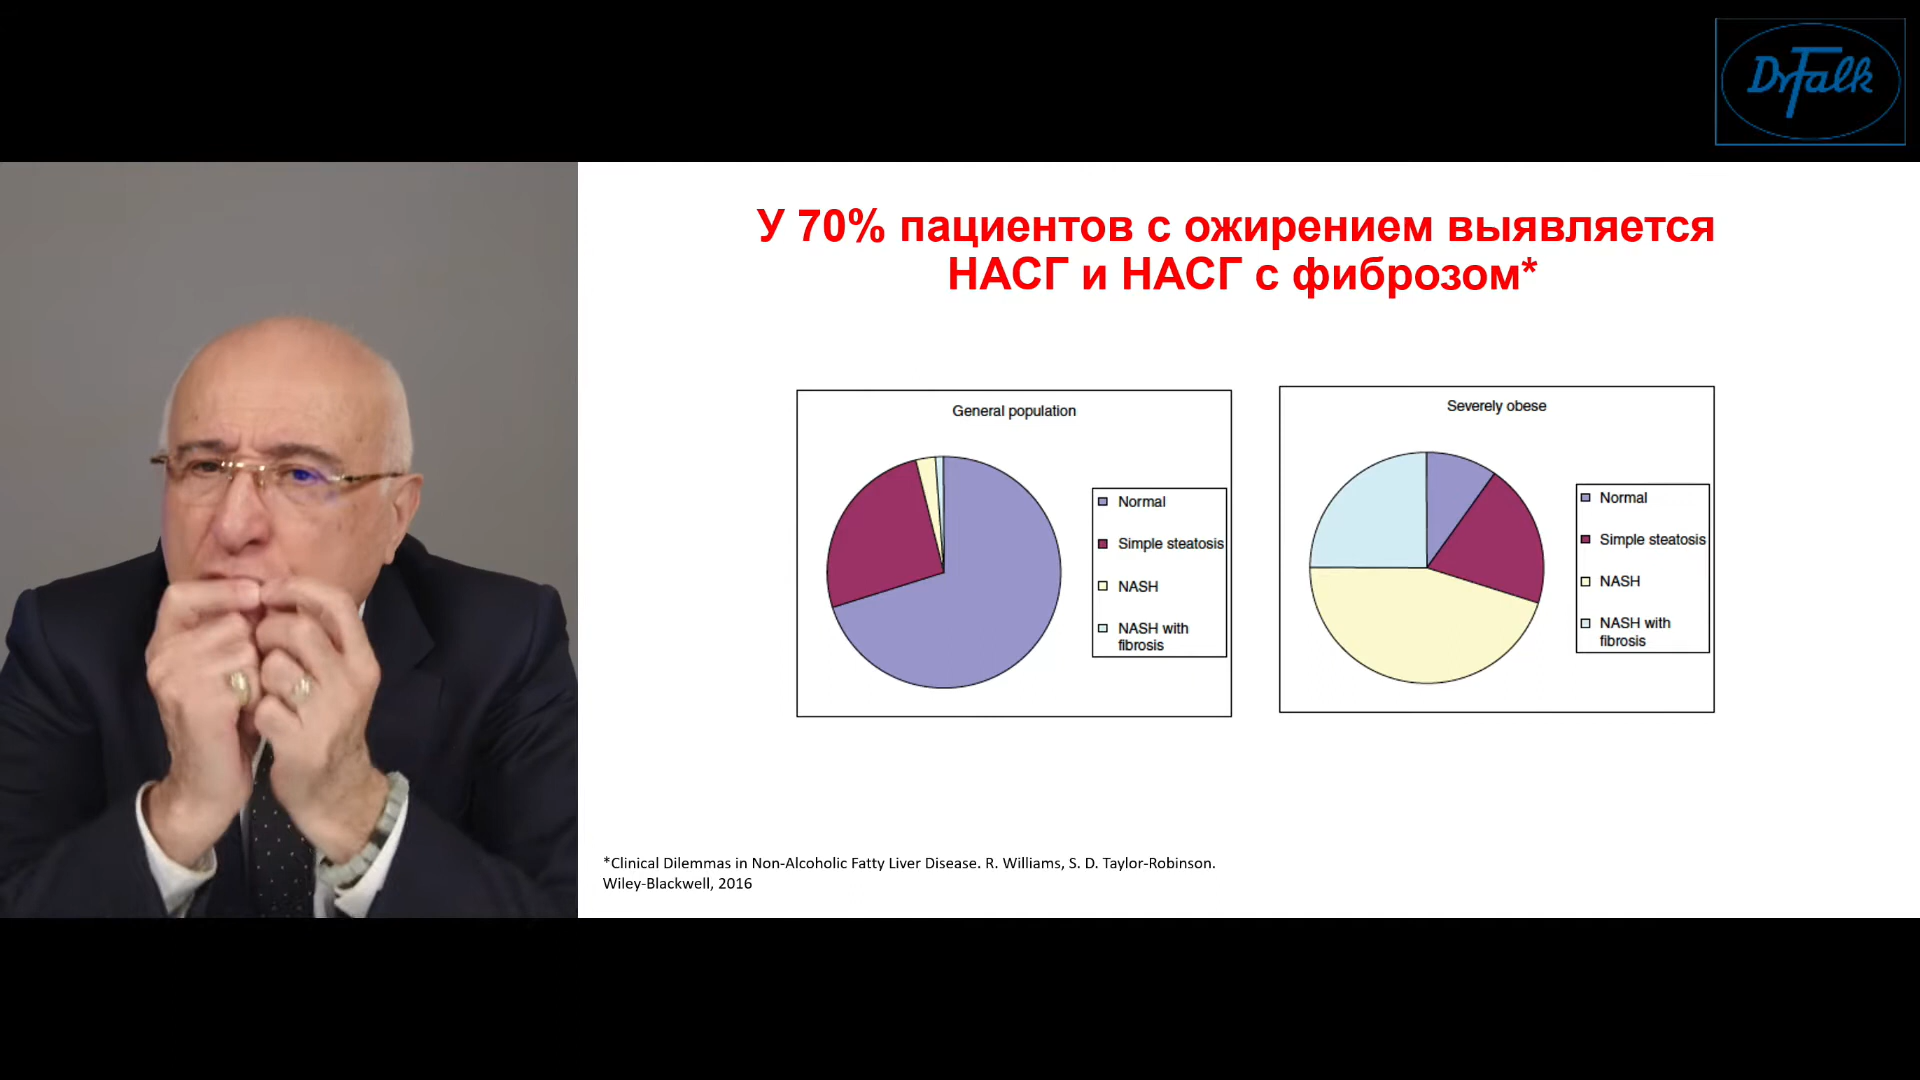 Dr Falk
У 70% пациентов с ожирением выявляется
НАСГ и НАСГ с фиброзом*
General population
Normal
Simple steatosis
NASH
NASH with
fibrosis
Severely obese
Normal
Simple steatosis
NASH
NASH with
fibrosis
*Clinical Dilemmas in Non-Alcoholic Fatty Liver Disease. R. Williams, S. D. Taylor-Robinson.
Wiley-Blackwell, 2016